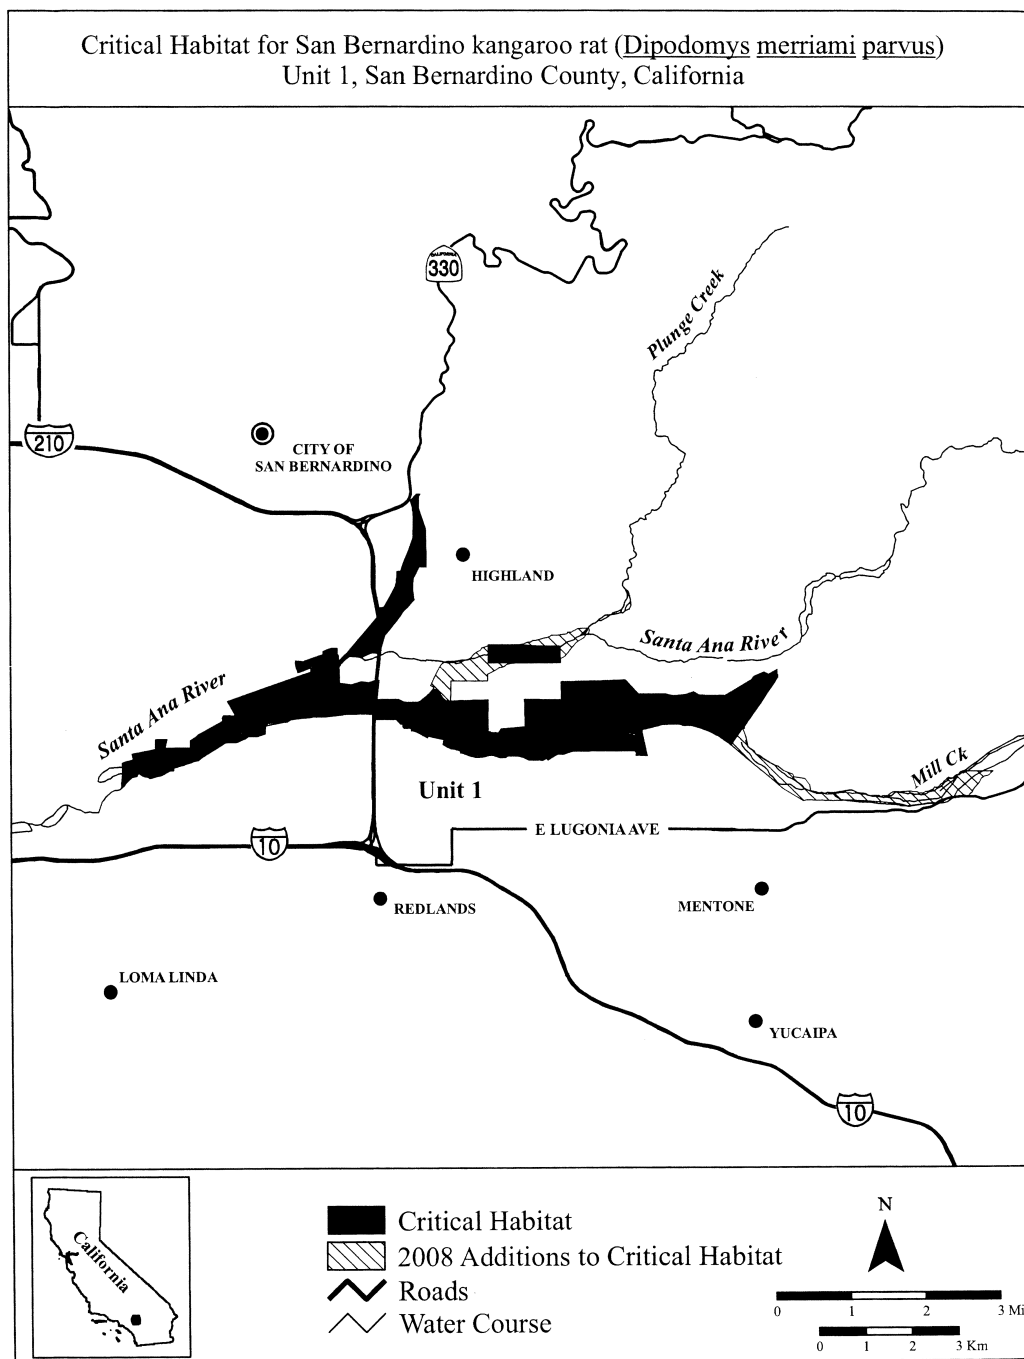 Critical Habitat for San Bernardino kangaroo rat (Dipodomys merriami parvus)
Unit 1, San Bernardino County, California
CALIFORNIA
330
Plunge Creek
210
CITY OF
SAN BERNARDINO
HIGHLAND
Santa Ana River
Santa Ana River
Mill Ck
Unit 1
E LUGONIA AVE
10
REDLANDS
MENTONE
LOMA LINDA
YUCAIPA
10
California
Critical Habitat
2008 Additions to Critical Habitat
Roads
Water Course
N
0 1 2 3 Mi
0 1 2 3 Km